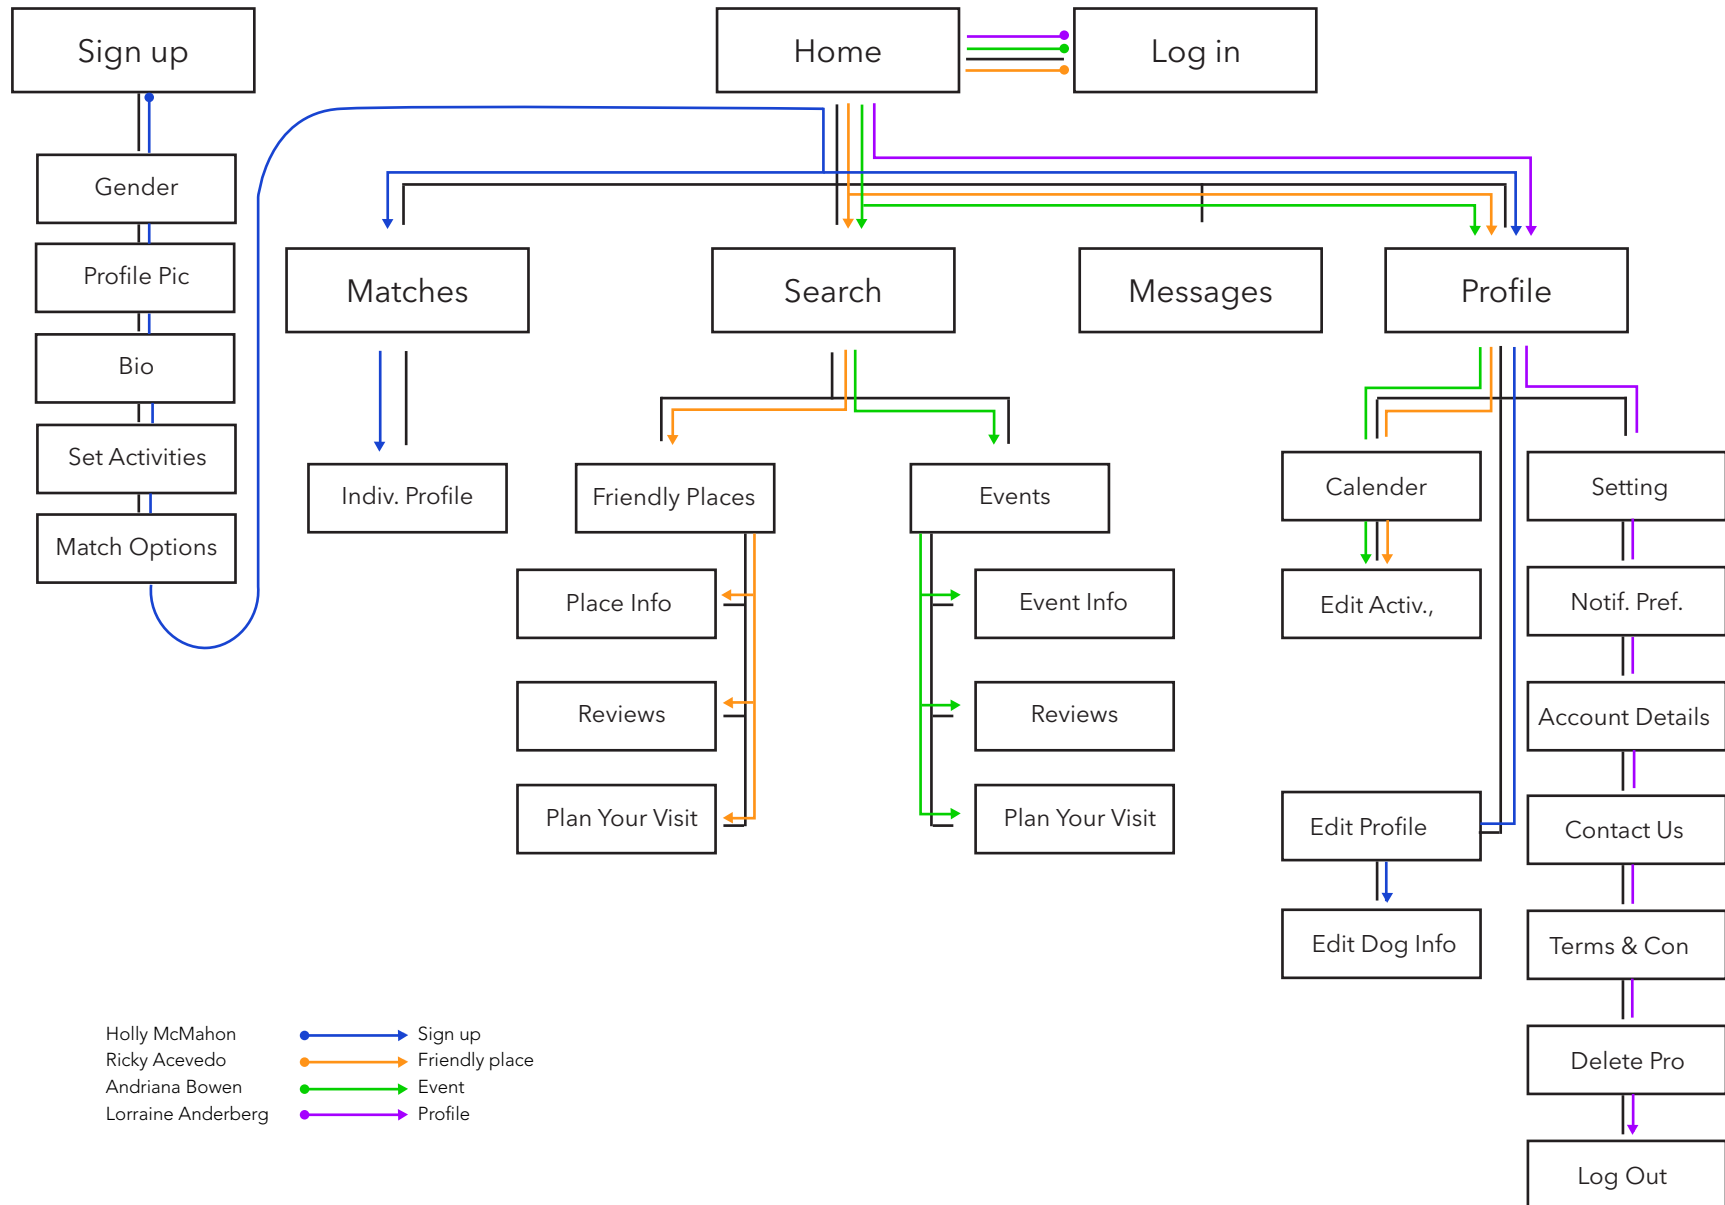 Sign up
Home
Log in
Gender
Profile Pic
Bio
Set Activities
Match Options
Matches
Search
Messages
Profile
Indiv. Profile
Friendly Places
Events
Calender
Setting
Place Info
Event Info
Edit Activ.,
Notif. Pref.
Reviews
Reviews
Account Details
Plan Your Visit
Plan Your Visit
Edit Profile
Contact Us
Edit Dog Info
Terms & Con
Delete Pro
Log Out
Holly McMahon Sign up
Ricky Acevedo Friendly place
Andriana Bowen Event
Lorraine Anderberg Profile